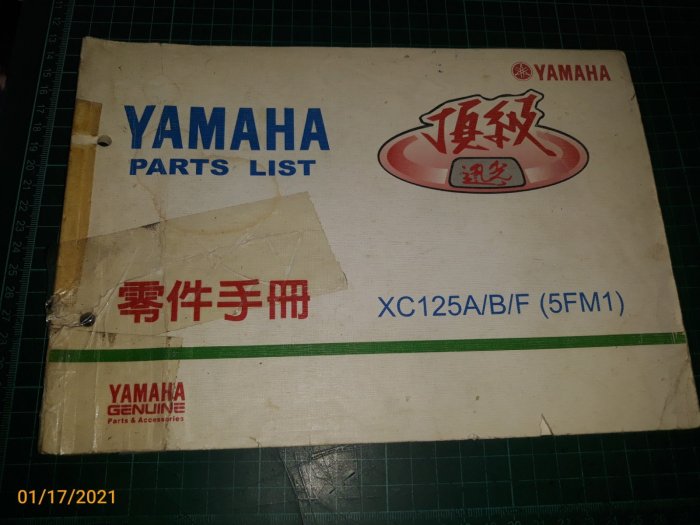 YAMAHA
YAMAHA
PARTS LIST
頂級
迅光
零件手冊
XC125A/B/F (5FM1)
YAMAHA
GENUINE
Parts & Accessories
01/17/2021